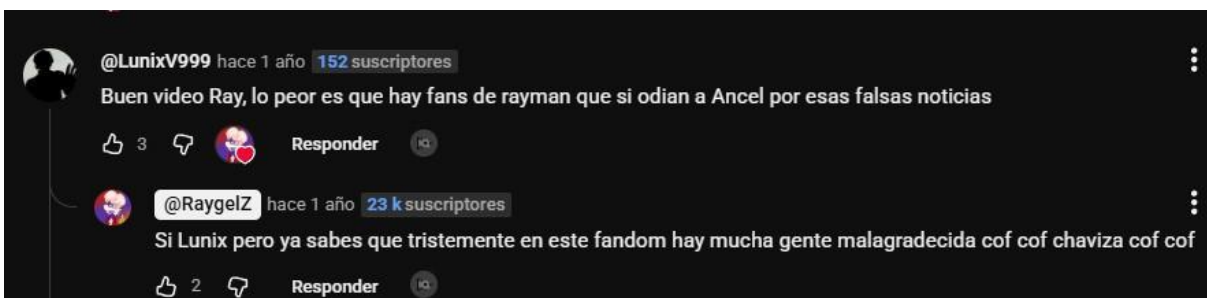 @LunixV999 hace 1 año 152 suscriptores
Buen video Ray, lo peor es que hay fans de rayman que si odian a Ancel por esas falsas noticias
3 Responder
@RaygelZ hace 1 año 23 k suscriptores
Si Lunix pero ya sabes que tristemente en este fandom hay mucha gente malagradecida cof cof chaviza cof cof
2 Responder